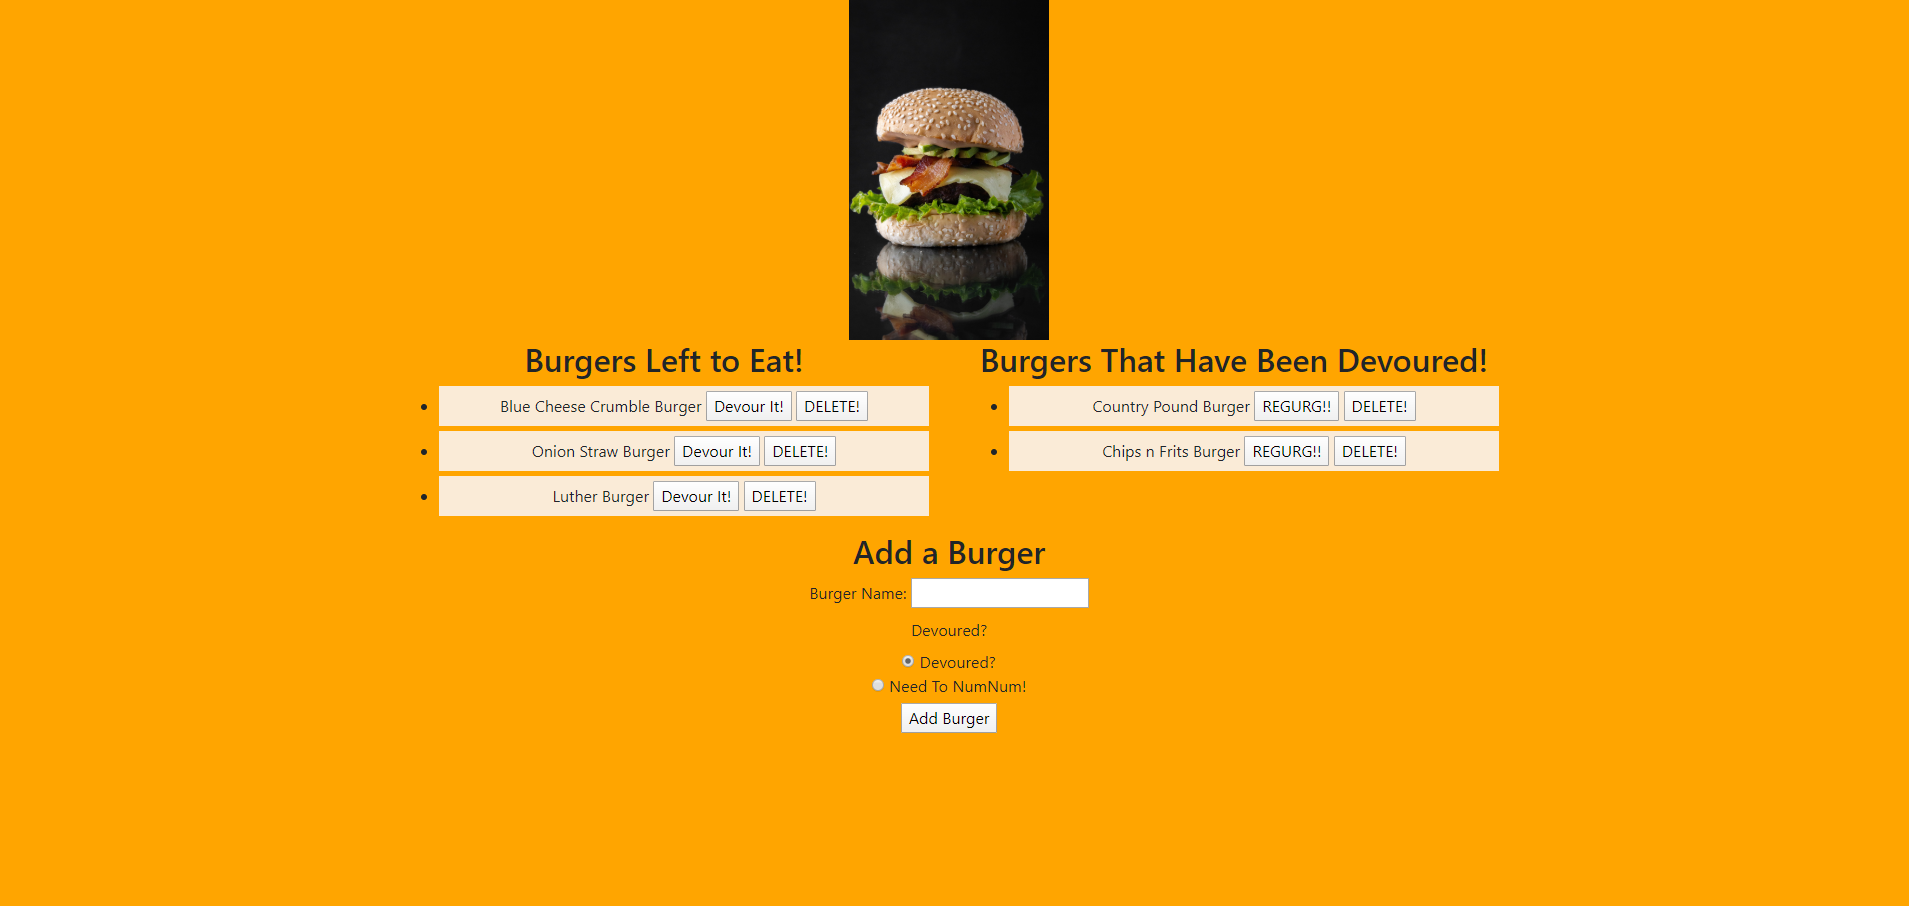 Burgers Left to Eat!
Blue Cheese Crumble Burger Devour It! DELETE!
Onion Straw Burger Devour It! DELETE!
Luther Burger Devour It! DELETE!
Burgers That Have Been Devoured!
Country Pound Burger REGURG!! DELETE!
Chips n Frits Burger REGURG!! DELETE!
Add a Burger
Burger Name:
Devoured?
Devoured?
Need To NumNum!
Add Burger